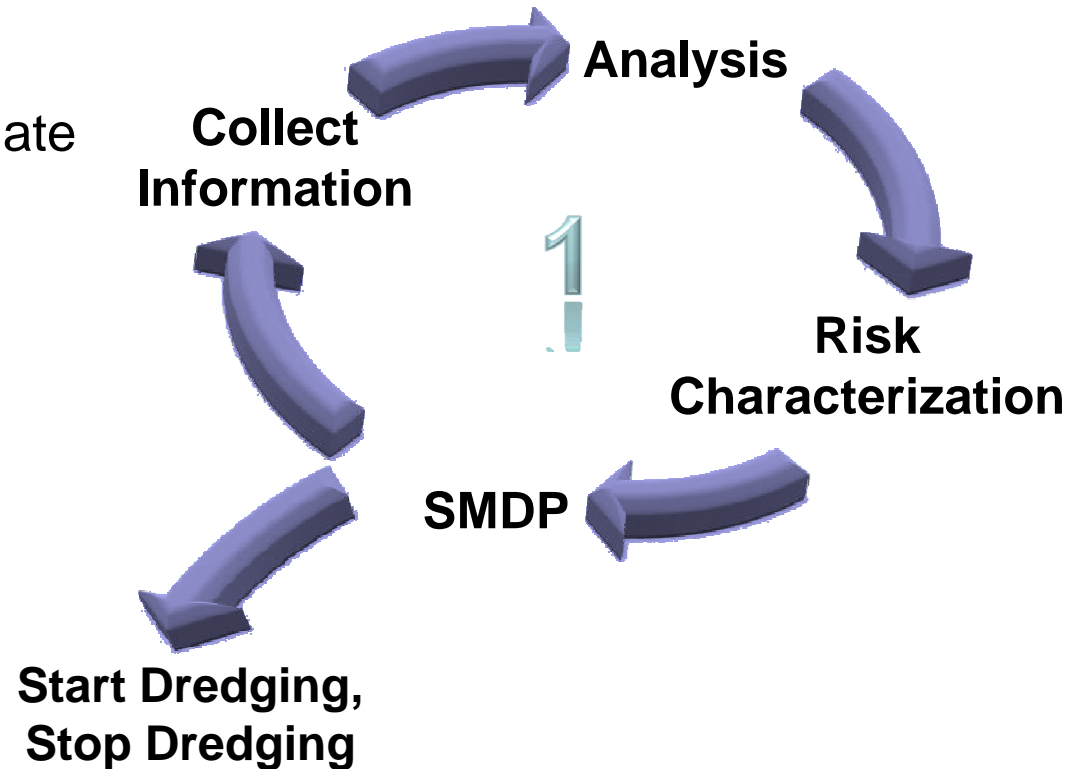 Analysis
ate
Collect
Information
1
Risk
Characterization
SMDP
Start Dredging,
Stop Dredging